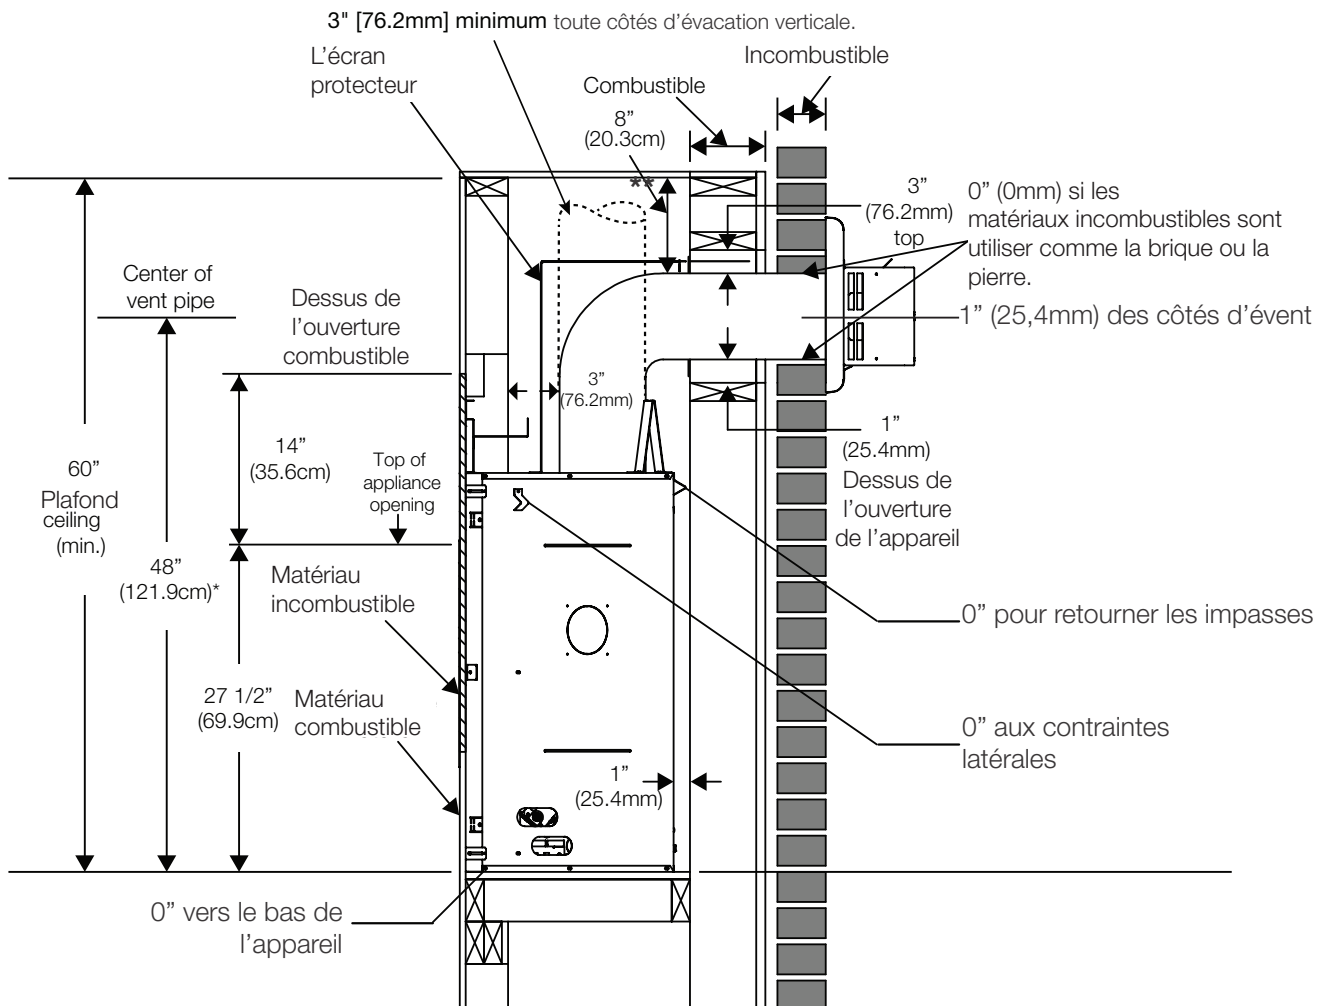 3" [76.2mm] minimum toute côtés d’évacation verticale.
L’écran
protecteur
Incombustible
Combustible
8”
(20.3cm)
**
3”
(76.2mm)
top
0” (0mm) si les
matériaux incombustibles sont
utiliser comme la brique ou la
pierre.
Center of
vent pipe
Dessus de
l’ouverture
combustible
1” (25,4mm) des côtés d’évent
3”
(76.2mm)
14”
(35.6cm)
1”
(25.4mm)
Dessus de
l’ouverture
de l’appareil
Top of
appliance
opening
60”
Plafond
ceiling
(min.)
48”
(121.9cm)*
Matériau
incombustible
0” pour retourner les impasses
27 1/2”
(69.9cm)
Matériau
combustible
0” aux contraintes
latérales
1”
(25.4mm)
0” vers le bas de
l’appareil